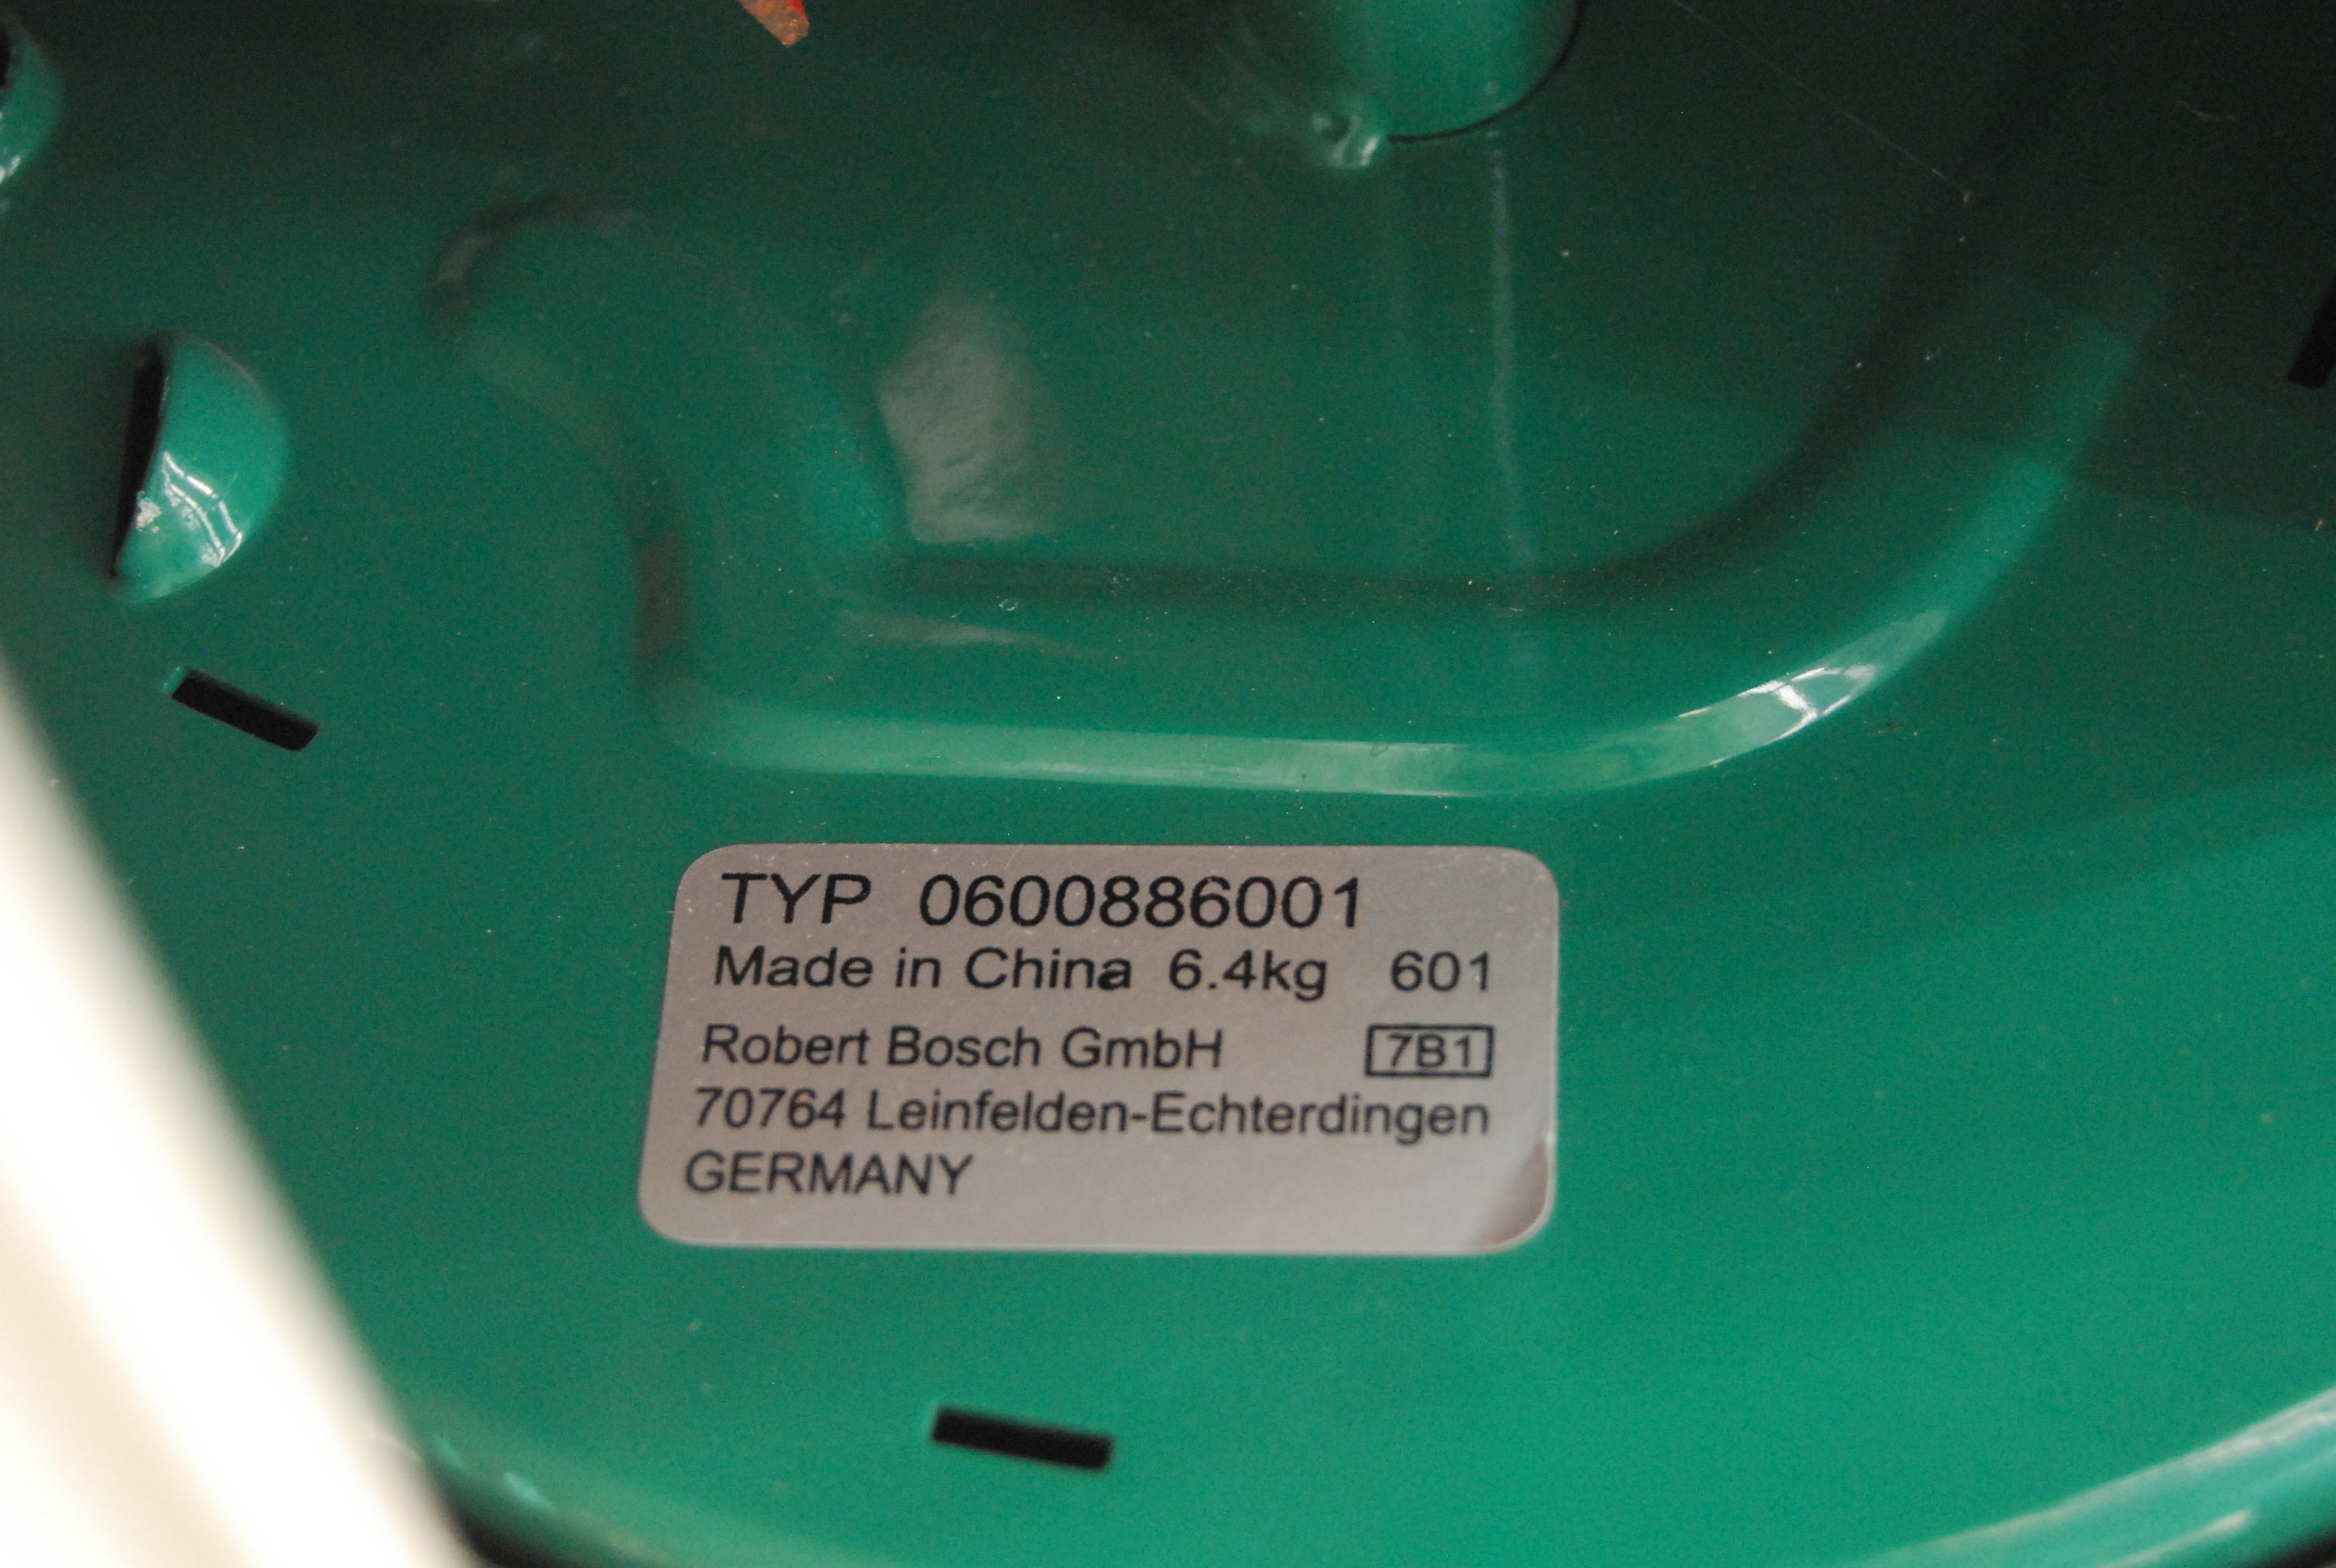 TYP 0600886001
Made in China 6.4kg 601
Robert Bosch GmbH 7B1
70764 Leinfelden-Echterdingen
GERMANY